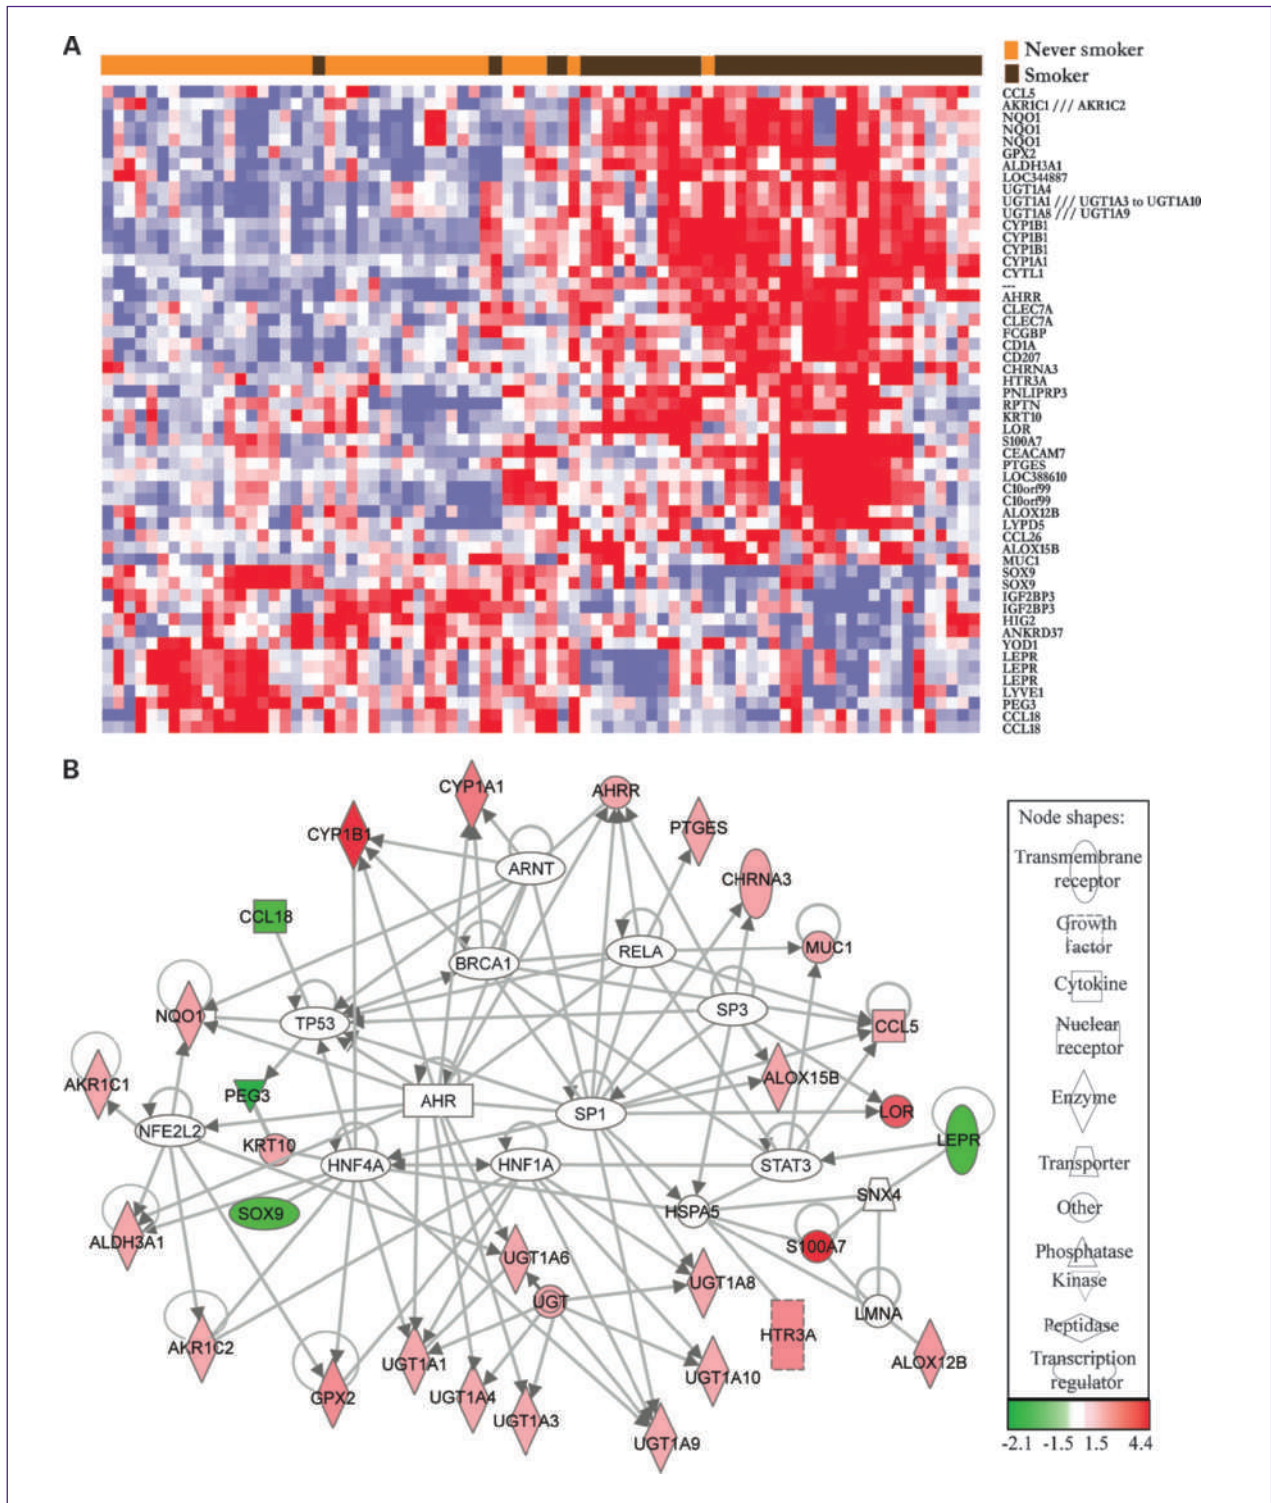 A
Never smoker
Smoker
CCL5
AKR1C1 /// AKR1C2
NQO1
NQO1
NQO1
GPX2
ALDH3A1
LOC344887
UGT1A4
UGT1A1 /// UGT1A3 to UGT1A10
UGT1A8 /// UGT1A9
CYP1B1
CYP1B1
CYP1B1
CYP1A1
CYTL1
---
AHRR
CLEC7A
CLEC7A
FCGBP
CD1A
CD207
CHRNA3
HTR3A
PNLIPRP3
RPTN
KRT10
LOR
S100A7
CEACAM7
PTGES
LOC388610
C10orf99
C10orf99
ALOX12B
LYPD5
CCL26
ALOX15B
MUC1
SOX9
SOX9
IGF2BP3
IGF2BP3
HIG2
ANKRD37
YOD1
LEPR
LEPR
LEPR
LYVE1
PEG3
CCL18
CCL18
B
CYP1A1
AHRR
CYP1B1
PTGES
ARNT
CHRNA3
CCL18
BRCA1
RELA
MUC1
NQO1
TP53
SP3
CCL5
AKR1C1
PEG3
AHR
SP1
ALOX15B
LOR
NFE2L2
KRT10
HNF4A
HNF1A
STAT3
LEPR
SNX4
SOX9
HSPA5
ALDH3A1
S100A7
UGT1A6
UGT1A8
UGT
LMNA
HTR3A
AKR1C2
UGT1A1
UGT1A10
ALOX12B
GPX2
UGT1A4
UGT1A3
UGT1A9
Node shapes:
Transmembrane
receptor
Growth
factor
Cytokine
Nuclear
receptor
Enzyme
Transporter
Other
Phosphatase
Kinase
Peptidase
Transcription
regulator
-2.1 -1.5 1.5 4.4